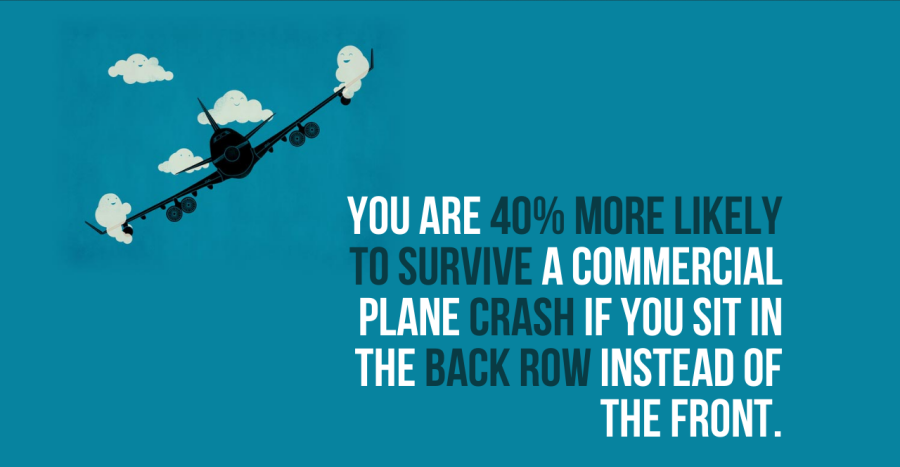 YOU ARE 40% MORE LIKELY
TO SURVIVE A COMMERCIAL
PLANE CRASH IF YOU SIT IN
THE BACK ROW INSTEAD OF
THE FRONT.